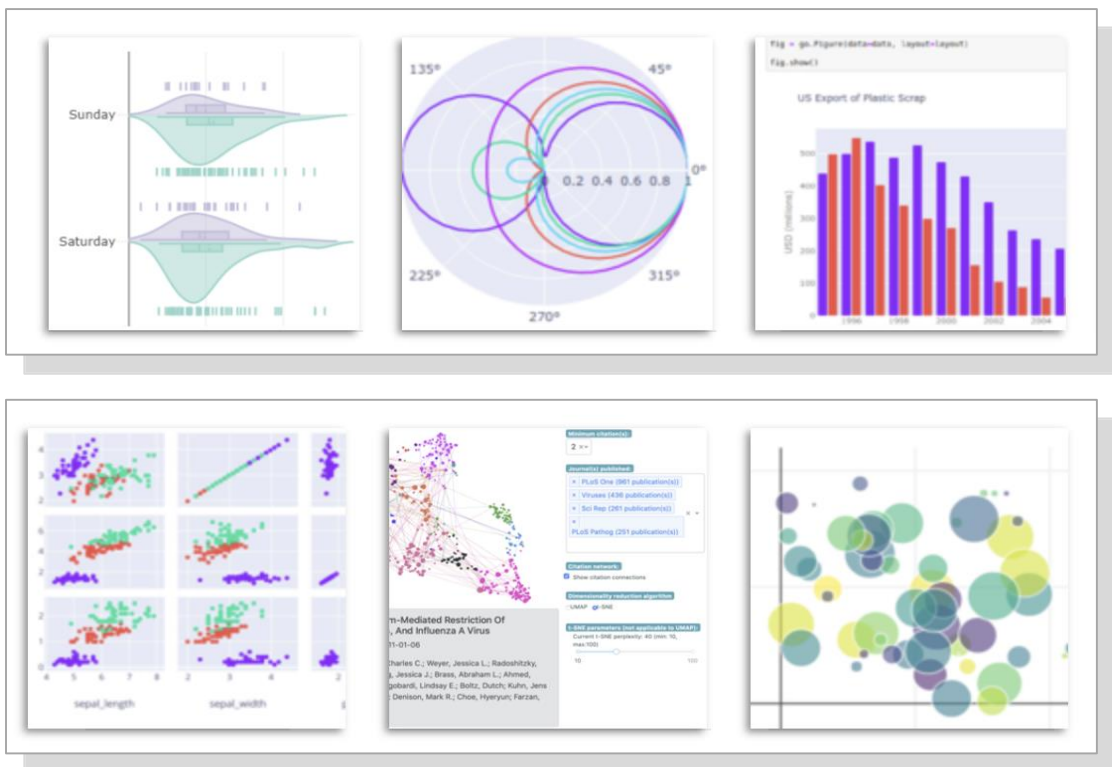 Sunday
Saturday
135°
45°
0°
0 0.2 0.4 0.6 0.8 1
225°
315°
270°
fig = go.Figure(data=data, layout=layout)
fig.show()
US Export of Plastic Scrap
USD (millions)
500
400
300
200
100
0
1996 1998 2000 2002 2004
4
3
2
6
4
2
2
1
0
4 5 6 7 8
2 3 4
2
sepal_length
sepal_width
Minimum citation(s):
2
Journal(s) published:
× PLoS One (961 publication(s))
× Viruses (436 publication(s))
× Sci Rep (261 publication(s))
×
PLoS Pathog (251 publication(s))
Citation network:
Show citation connections
Dimensionality reduction algorithm
UMAP t-SNE
t-SNE parameters (not applicable to UMAP):
Current t-SNE perplexity: 40 (min: 10,
max:100)
10 100
m-Mediated Restriction Of
, And Influenza A Virus
11-01-06
Charles C.; Weyer, Jessica L.; Radoshitzky,
, Jessica J.; Brass, Abraham L.; Ahmed,
gobardi, Lindsay E.; Boltz, Dutch; Kuhn, Jens
: Denison, Mark R.; Choe, Hyeryun; Farzan,